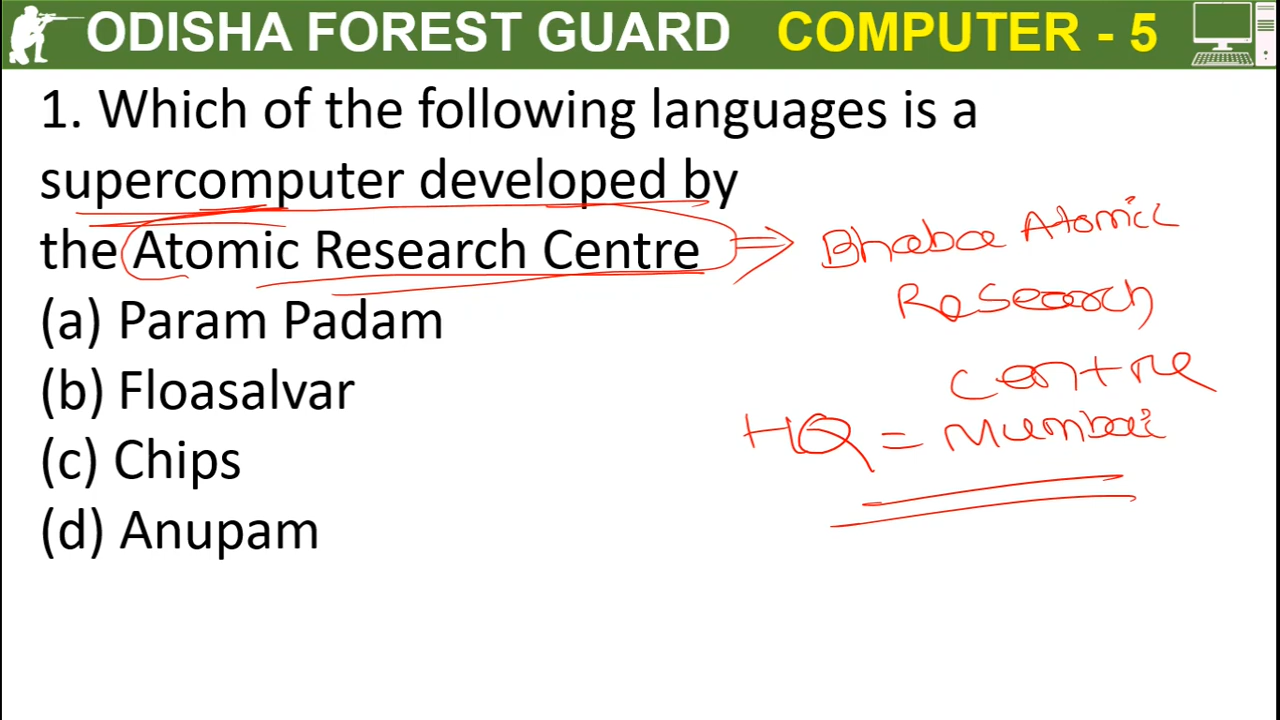 ODISHA FOREST GUARD COMPUTER - 5
1. Which of the following languages is a
supercomputer developed by
the Atomic Research Centre
Bhaba Atomic
Research
Centre
HQ = Mumbai
(a) Param Padam
(b) Floasalvar
(c) Chips
(d) Anupam